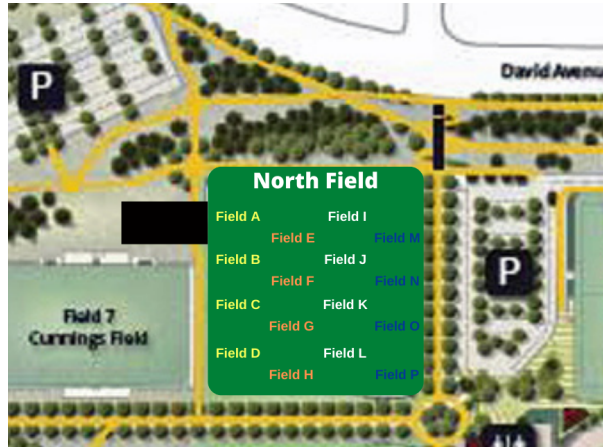 P
David Avenu
North Field
Field A
Field I
Field E
Field M
Field B
Field J
Field F
Field N
P
Field C
Field K
Field 7
Cunnings Field
Field G
Field O
Field D
Field L
Field H
Field P